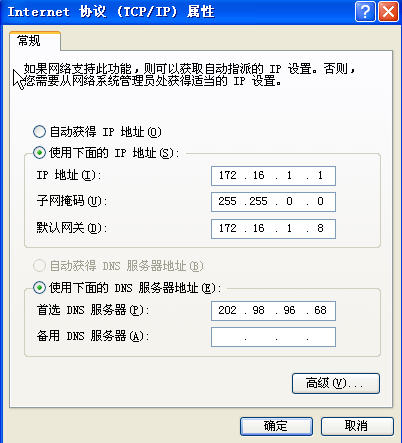 Internet 协议 (TCP/IP) 属性
常规
如果网络支持此功能，则可以获取自动指派的 IP 设置。否则，
您需要从网络系统管理员处获得适当的 IP 设置。
自动获得 IP 地址(O)
使用下面的 IP 地址(S):
IP 地址(I): 172 . 16 . 1 . 1
子网掩码(U): 255 .255 . 0 . 0
默认网关(D): 172 . 16 . 1 . 8
自动获得 DNS 服务器地址(B)
使用下面的 DNS 服务器地址(E):
首选 DNS 服务器(P): 202 . 98 . 96 . 68
备用 DNS 服务器(A): . . .
高级(V)...
确定 取消